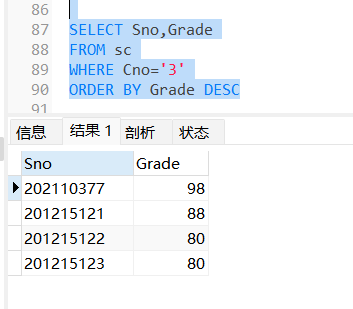 86
87 SELECT Sno,Grade
88 FROM sc
89 WHERE Cno='3'
90 ORDER BY Grade DESC
91
信息 结果 1 剖析 状态
Sno Grade
202110377 98
201215121 88
201215122 80
201215123 80